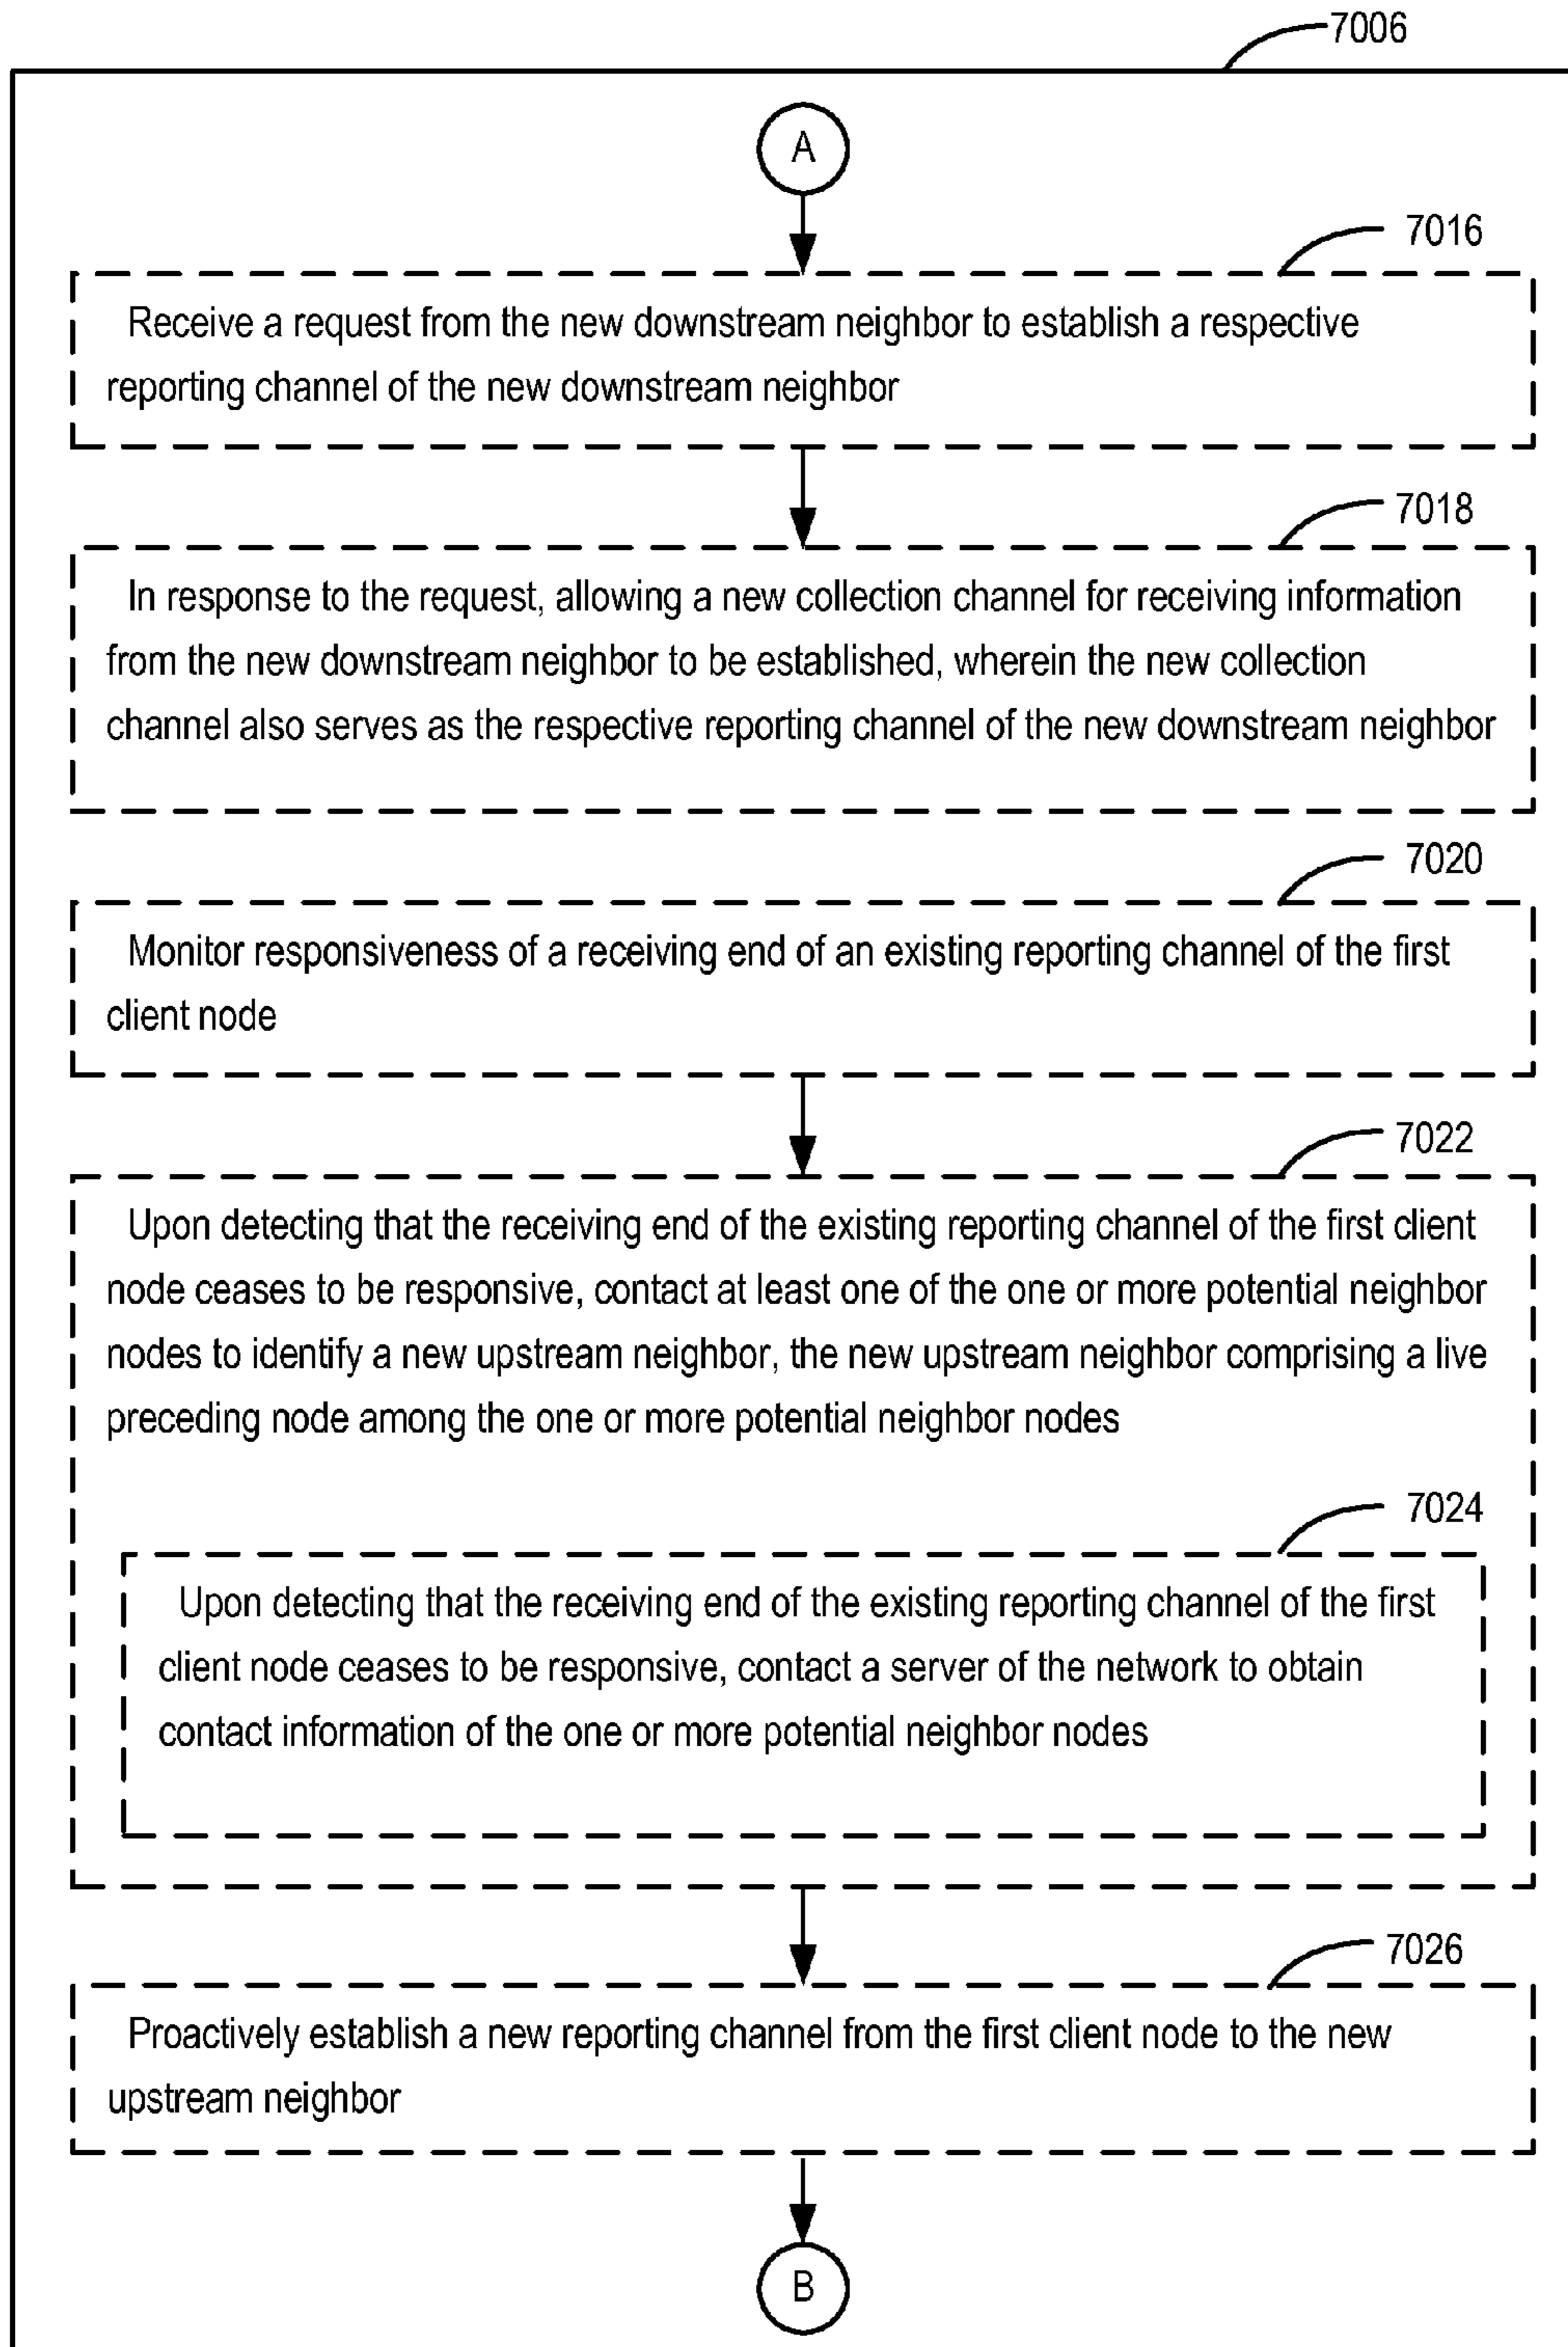 7006
A
7016
Receive a request from the new downstream neighbor to establish a respective
reporting channel of the new downstream neighbor
7018
In response to the request, allowing a new collection channel for receiving information
from the new downstream neighbor to be established, wherein the new collection
channel also serves as the respective reporting channel of the new downstream neighbor
7020
Monitor responsiveness of a receiving end of an existing reporting channel of the first
client node
7022
Upon detecting that the receiving end of the existing reporting channel of the first client
node ceases to be responsive, contact at least one of the one or more potential neighbor
nodes to identify a new upstream neighbor, the new upstream neighbor comprising a live
preceding node among the one or more potential neighbor nodes
7024
Upon detecting that the receiving end of the existing reporting channel of the first
client node ceases to be responsive, contact a server of the network to obtain
contact information of the one or more potential neighbor nodes
7026
Proactively establish a new reporting channel from the first client node to the new
upstream neighbor
B